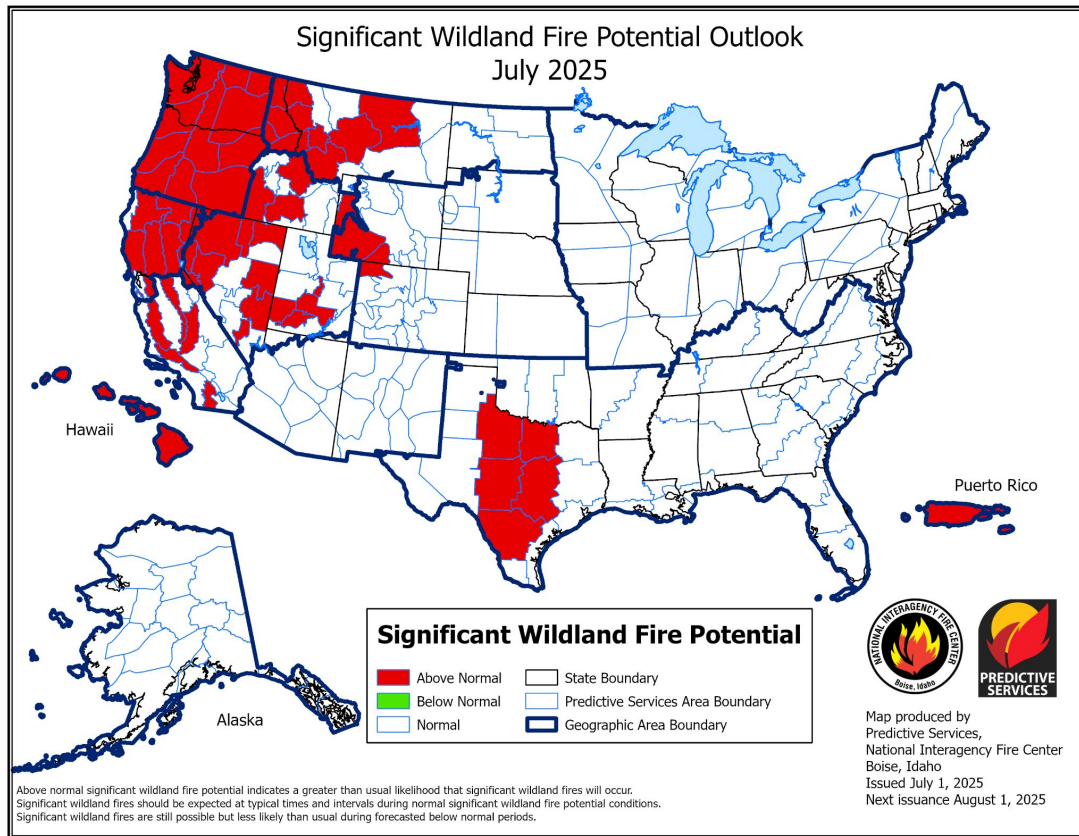 Significant Wildland Fire Potential Outlook
July 2025
Hawaii
Puerto Rico
Alaska
Significant Wildland Fire Potential
Above Normal
Below Normal
Normal
State Boundary
Predictive Services Area Boundary
Geographic Area Boundary
NATIONAL INTERAGENCY FIRE CENTER
Boise, Idaho
PREDICTIVE
SERVICES
Map produced by
Predictive Services,
National Interagency Fire Center
Boise, Idaho
Issued July 1, 2025
Next issuance August 1, 2025
Above normal significant wildland fire potential indicates a greater than usual likelihood that significant wildland fires will occur.
Significant wildland fires should be expected at typical times and intervals during normal significant wildland fire potential conditions.
Significant wildland fires are still possible but less likely than usual during forecasted below normal periods.